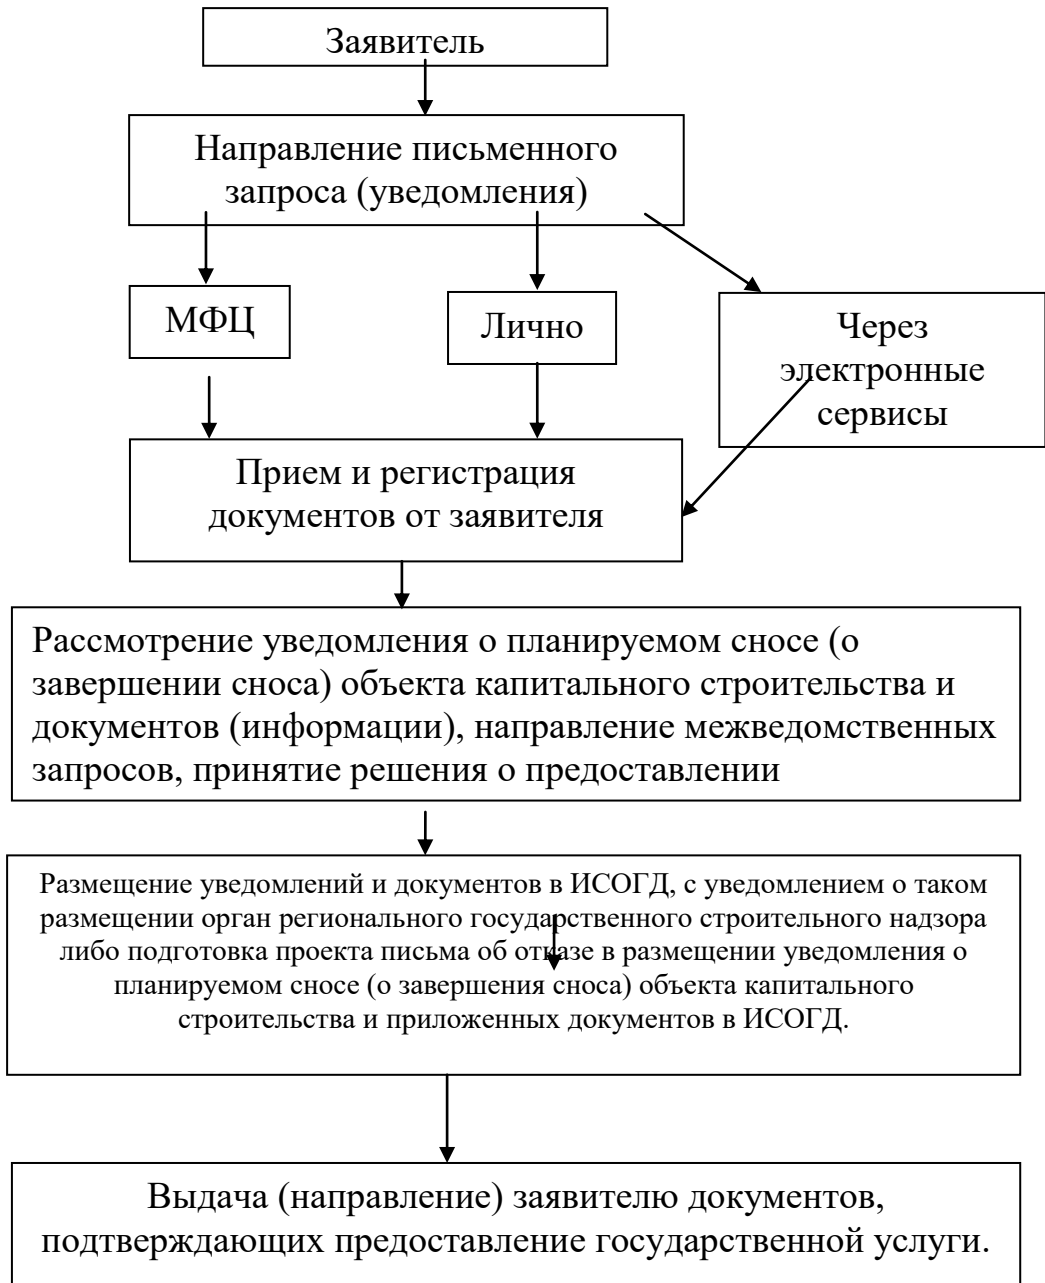 Заявитель
Направление письменного
запроса (уведомления)
МФЦ
Лично
Через
электронные
сервисы
Прием и регистрация
документов от заявителя
Рассмотрение уведомления о планируемом сносе (о
завершении сноса) объекта капитального строительства и
документов (информации), направление межведомственных
запросов, принятие решения о предоставлении
Размещение уведомлений и документов в ИСОГД, с уведомлением о таком
размещении орган регионального государственного строительного надзора
либо подготовка проекта письма об отказе в размещении уведомления о
планируемом сносе (о завершения сноса) объекта капитального
строительства и приложенных документов в ИСОГД.
Выдача (направление) заявителю документов,
подтверждающих предоставление государственной услуги.